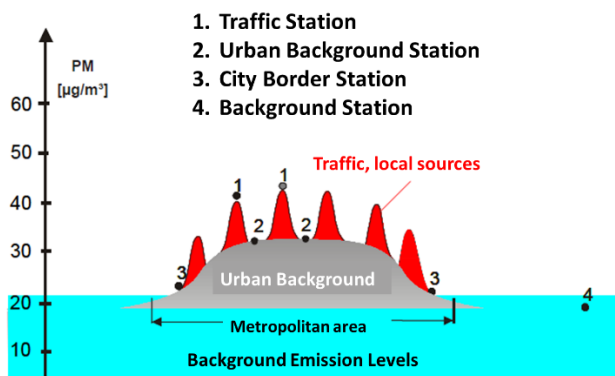 1. Traffic Station
2. Urban Background Station
3. City Border Station
4. Background Station
PM
[µg/m³]
60
50
40
30
20
10
Traffic, local sources
1
1
2
2
3
3
4
Urban Background
Metropolitan area
Background Emission Levels